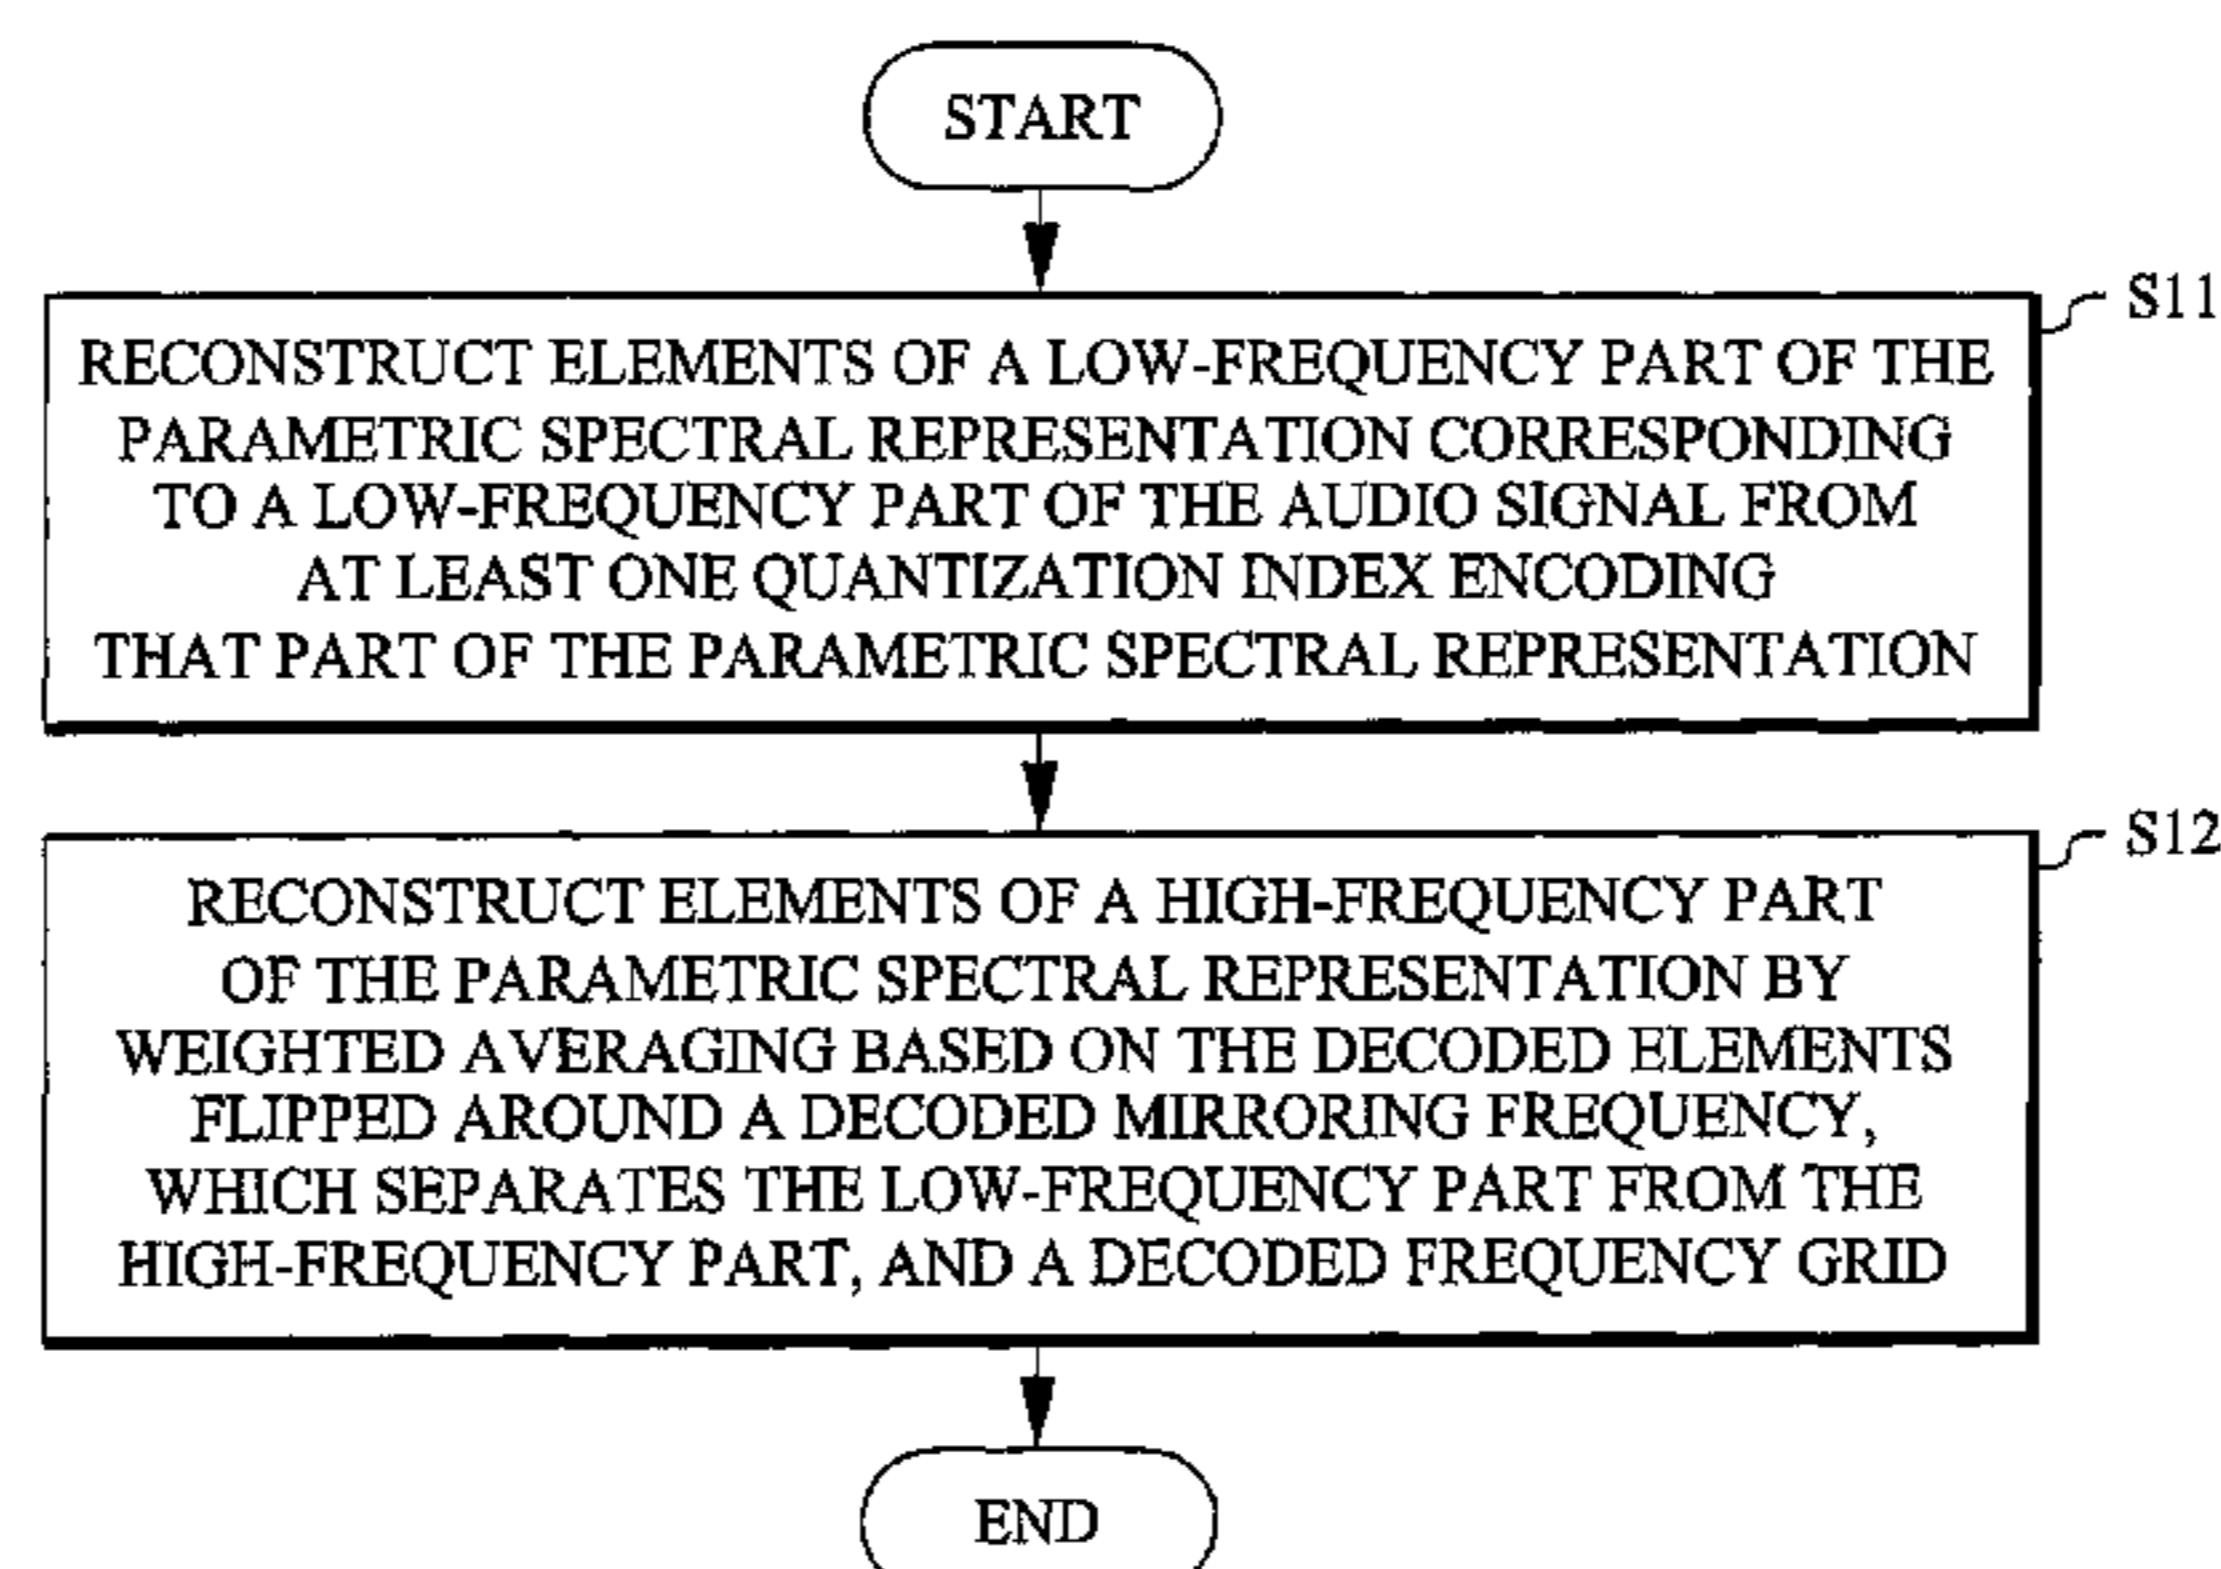 START
S11
RECONSTRUCT ELEMENTS OF A LOW-FREQUENCY PART OF THE
PARAMETRIC SPECTRAL REPRESENTATION CORRESPONDING
TO A LOW-FREQUENCY PART OF THE AUDIO SIGNAL FROM
AT LEAST ONE QUANTIZATION INDEX ENCODING
THAT PART OF THE PARAMETRIC SPECTRAL REPRESENTATION
S12
RECONSTRUCT ELEMENTS OF A HIGH-FREQUENCY PART
OF THE PARAMETRIC SPECTRAL REPRESENTATION BY
WEIGHTED AVERAGING BASED ON THE DECODED ELEMENTS
FLIPPED AROUND A DECODED MIRRORING FREQUENCY,
WHICH SEPARATES THE LOW-FREQUENCY PART FROM THE
HIGH-FREQUENCY PART, AND A DECODED FREQUENCY GRID
END